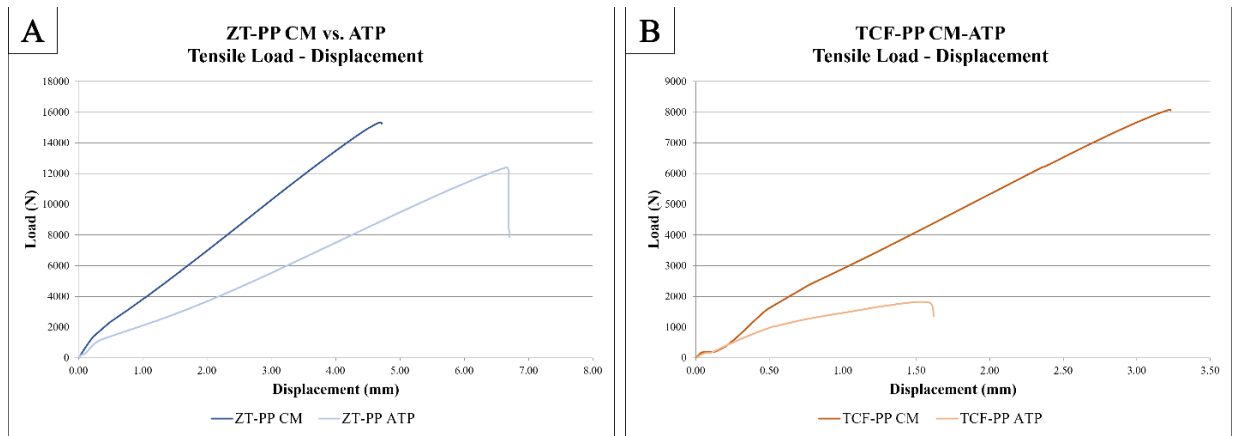 A
ZT-PP CM vs. ATP
Tensile Load - Displacement
18000
16000
14000
12000
10000
8000
6000
4000
2000
0
Load (N)
0.00 1.00 2.00 3.00 4.00 5.00 6.00 7.00 8.00
Displacement (mm)
ZT-PP CM ZT-PP ATP
B
TCF-PP CM-ATP
Tensile Load - Displacement
9000
8000
7000
6000
5000
4000
3000
2000
1000
0
Load (N)
0.00 0.50 1.00 1.50 2.00 2.50 3.00 3.50
Displacement (mm)
TCF-PP CM TCF-PP ATP